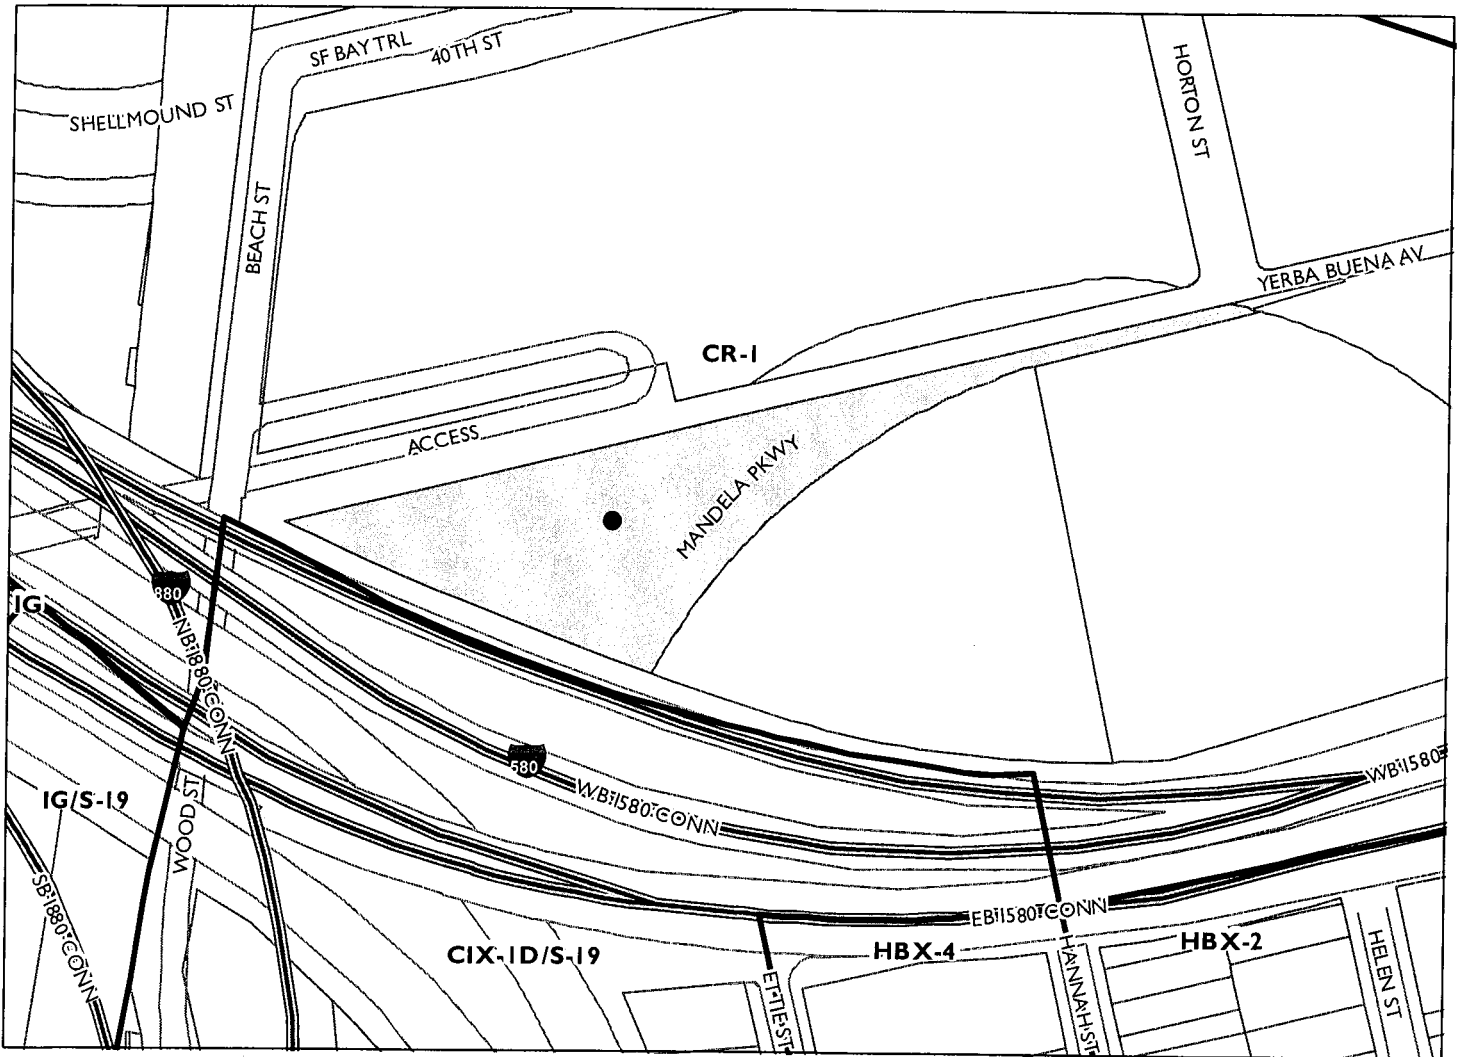 SF BAY TRL
40TH ST
HORTON ST
SHELLMOUND ST
BEACH ST
YERBA BUENA AV
CR-1
ACCESS
MANDELA PKWY
880
IG
NB I880 CONN
580
WB I580 CONN
WB I580
IG/S-19
WOOD ST
SB I880 CONN
EB I580 CONN
CIX-1D/S-19
HBX-4
HBX-2
ETTIE ST
HANNAH ST
HELEN ST